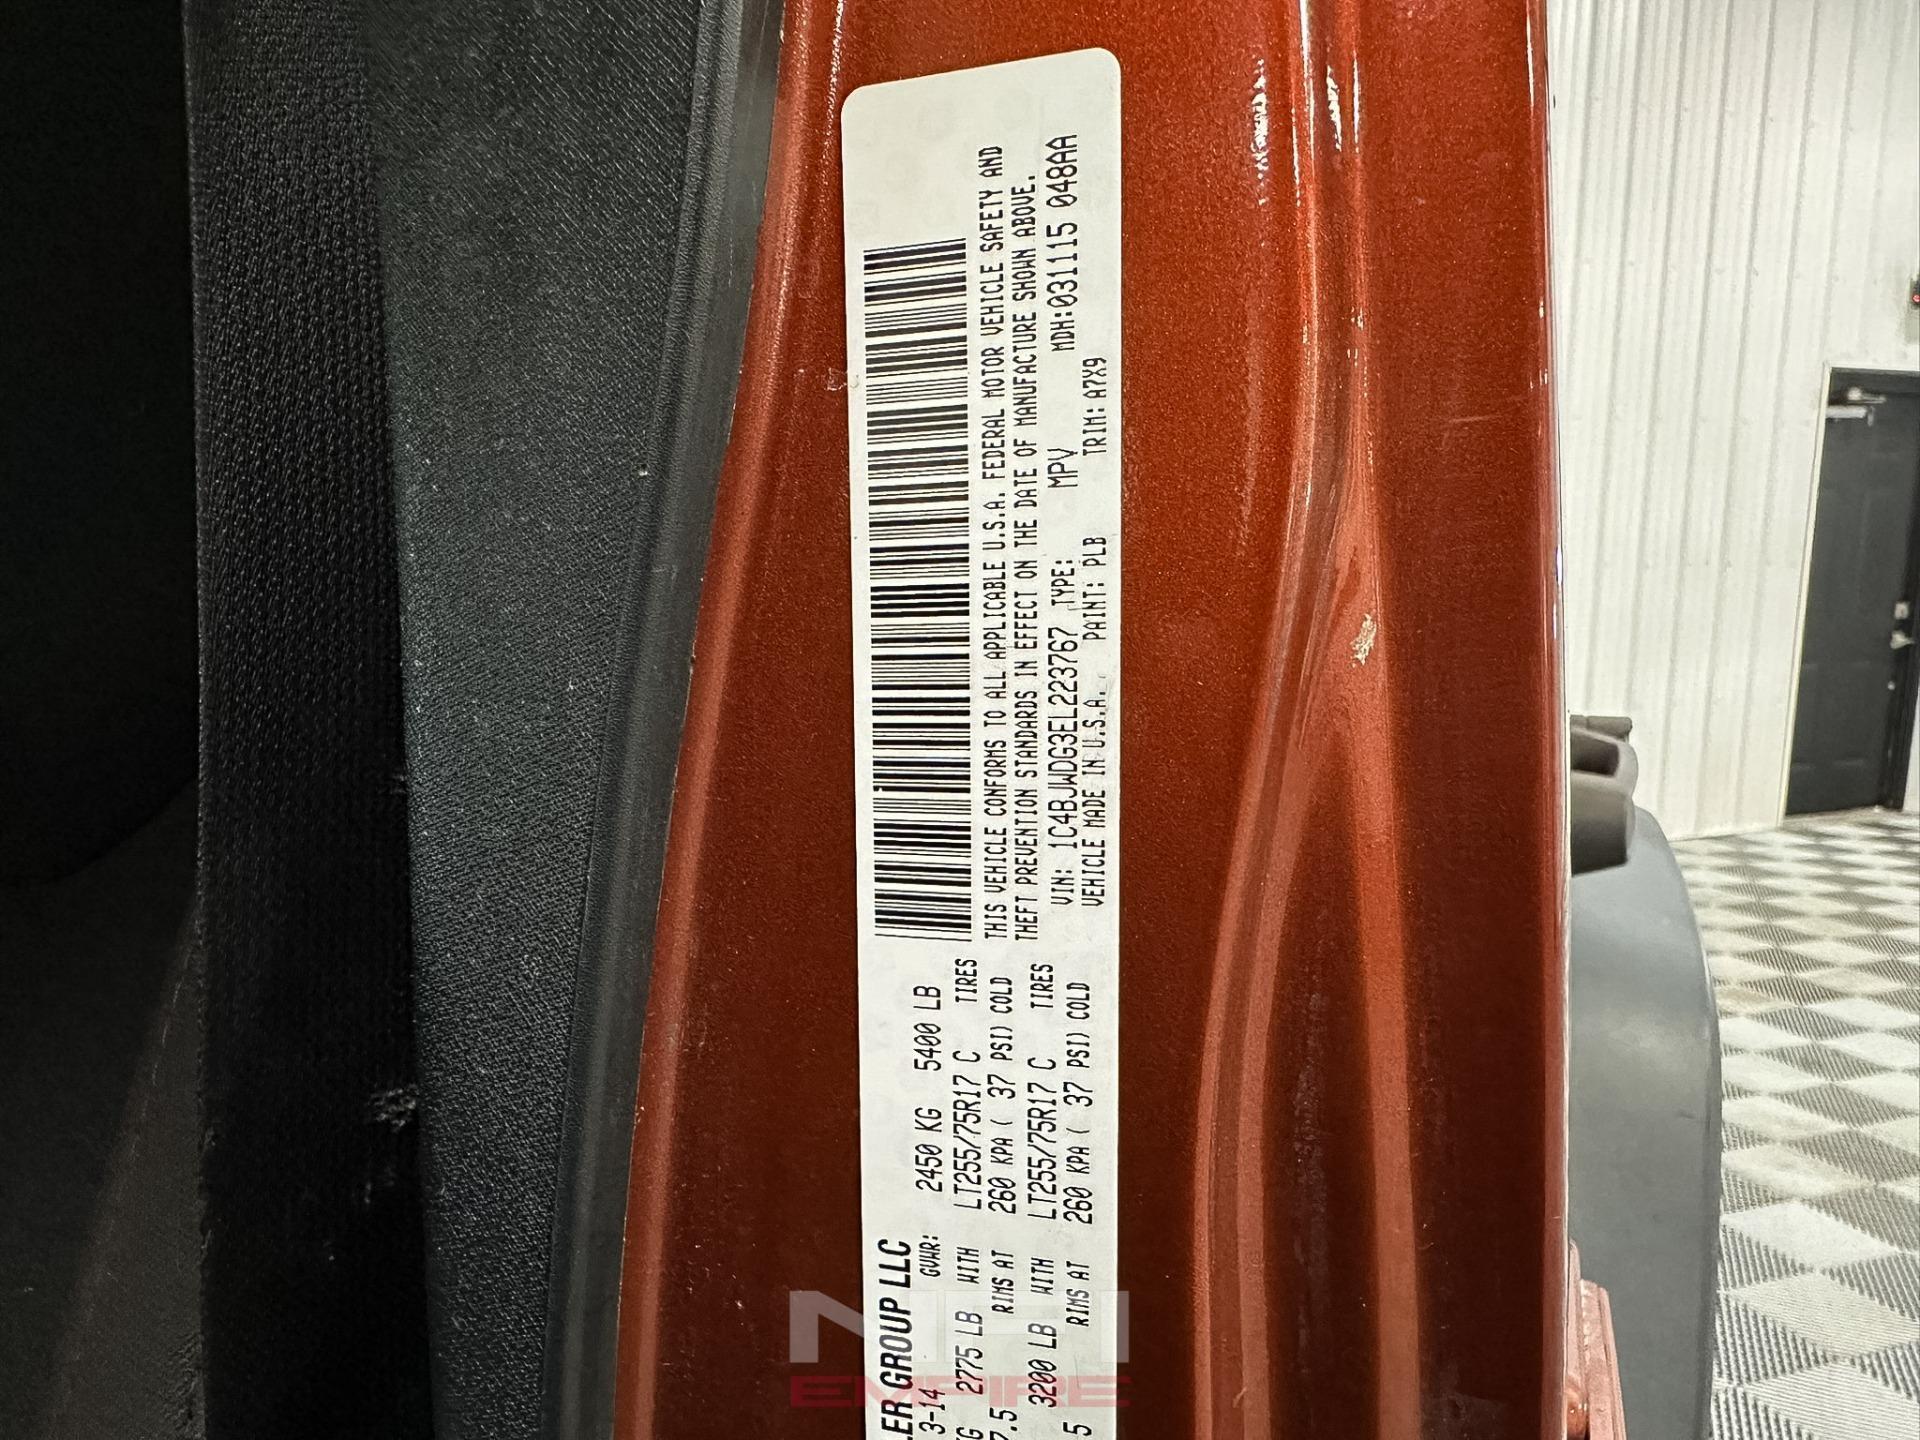 LER GROUP LLC
3-14 GVWR: 2450 KG 5400 LB
KG 2775 LB WITH LT255/75R17 C TIRES
7.5 RIMS AT 260 KPA ( 37 PSI) COLD
3200 LB WITH LT255/75R17 C TIRES
5 RIMS AT 260 KPA ( 37 PSI) COLD
THIS VEHICLE CONFORMS TO ALL APPLICABLE U.S.A. FEDERAL MOTOR VEHICLE SAFETY AND
THEFT PREVENTION STANDARDS IN EFFECT ON THE DATE OF MANUFACTURE SHOWN ABOVE.
VIN: 1C4BJWDG3EL223767 TYPE: MPV MDH:031115 048AA
VEHICLE MADE IN U.S.A. PAINT: PLB TRIM: A7X9
EMPIRE